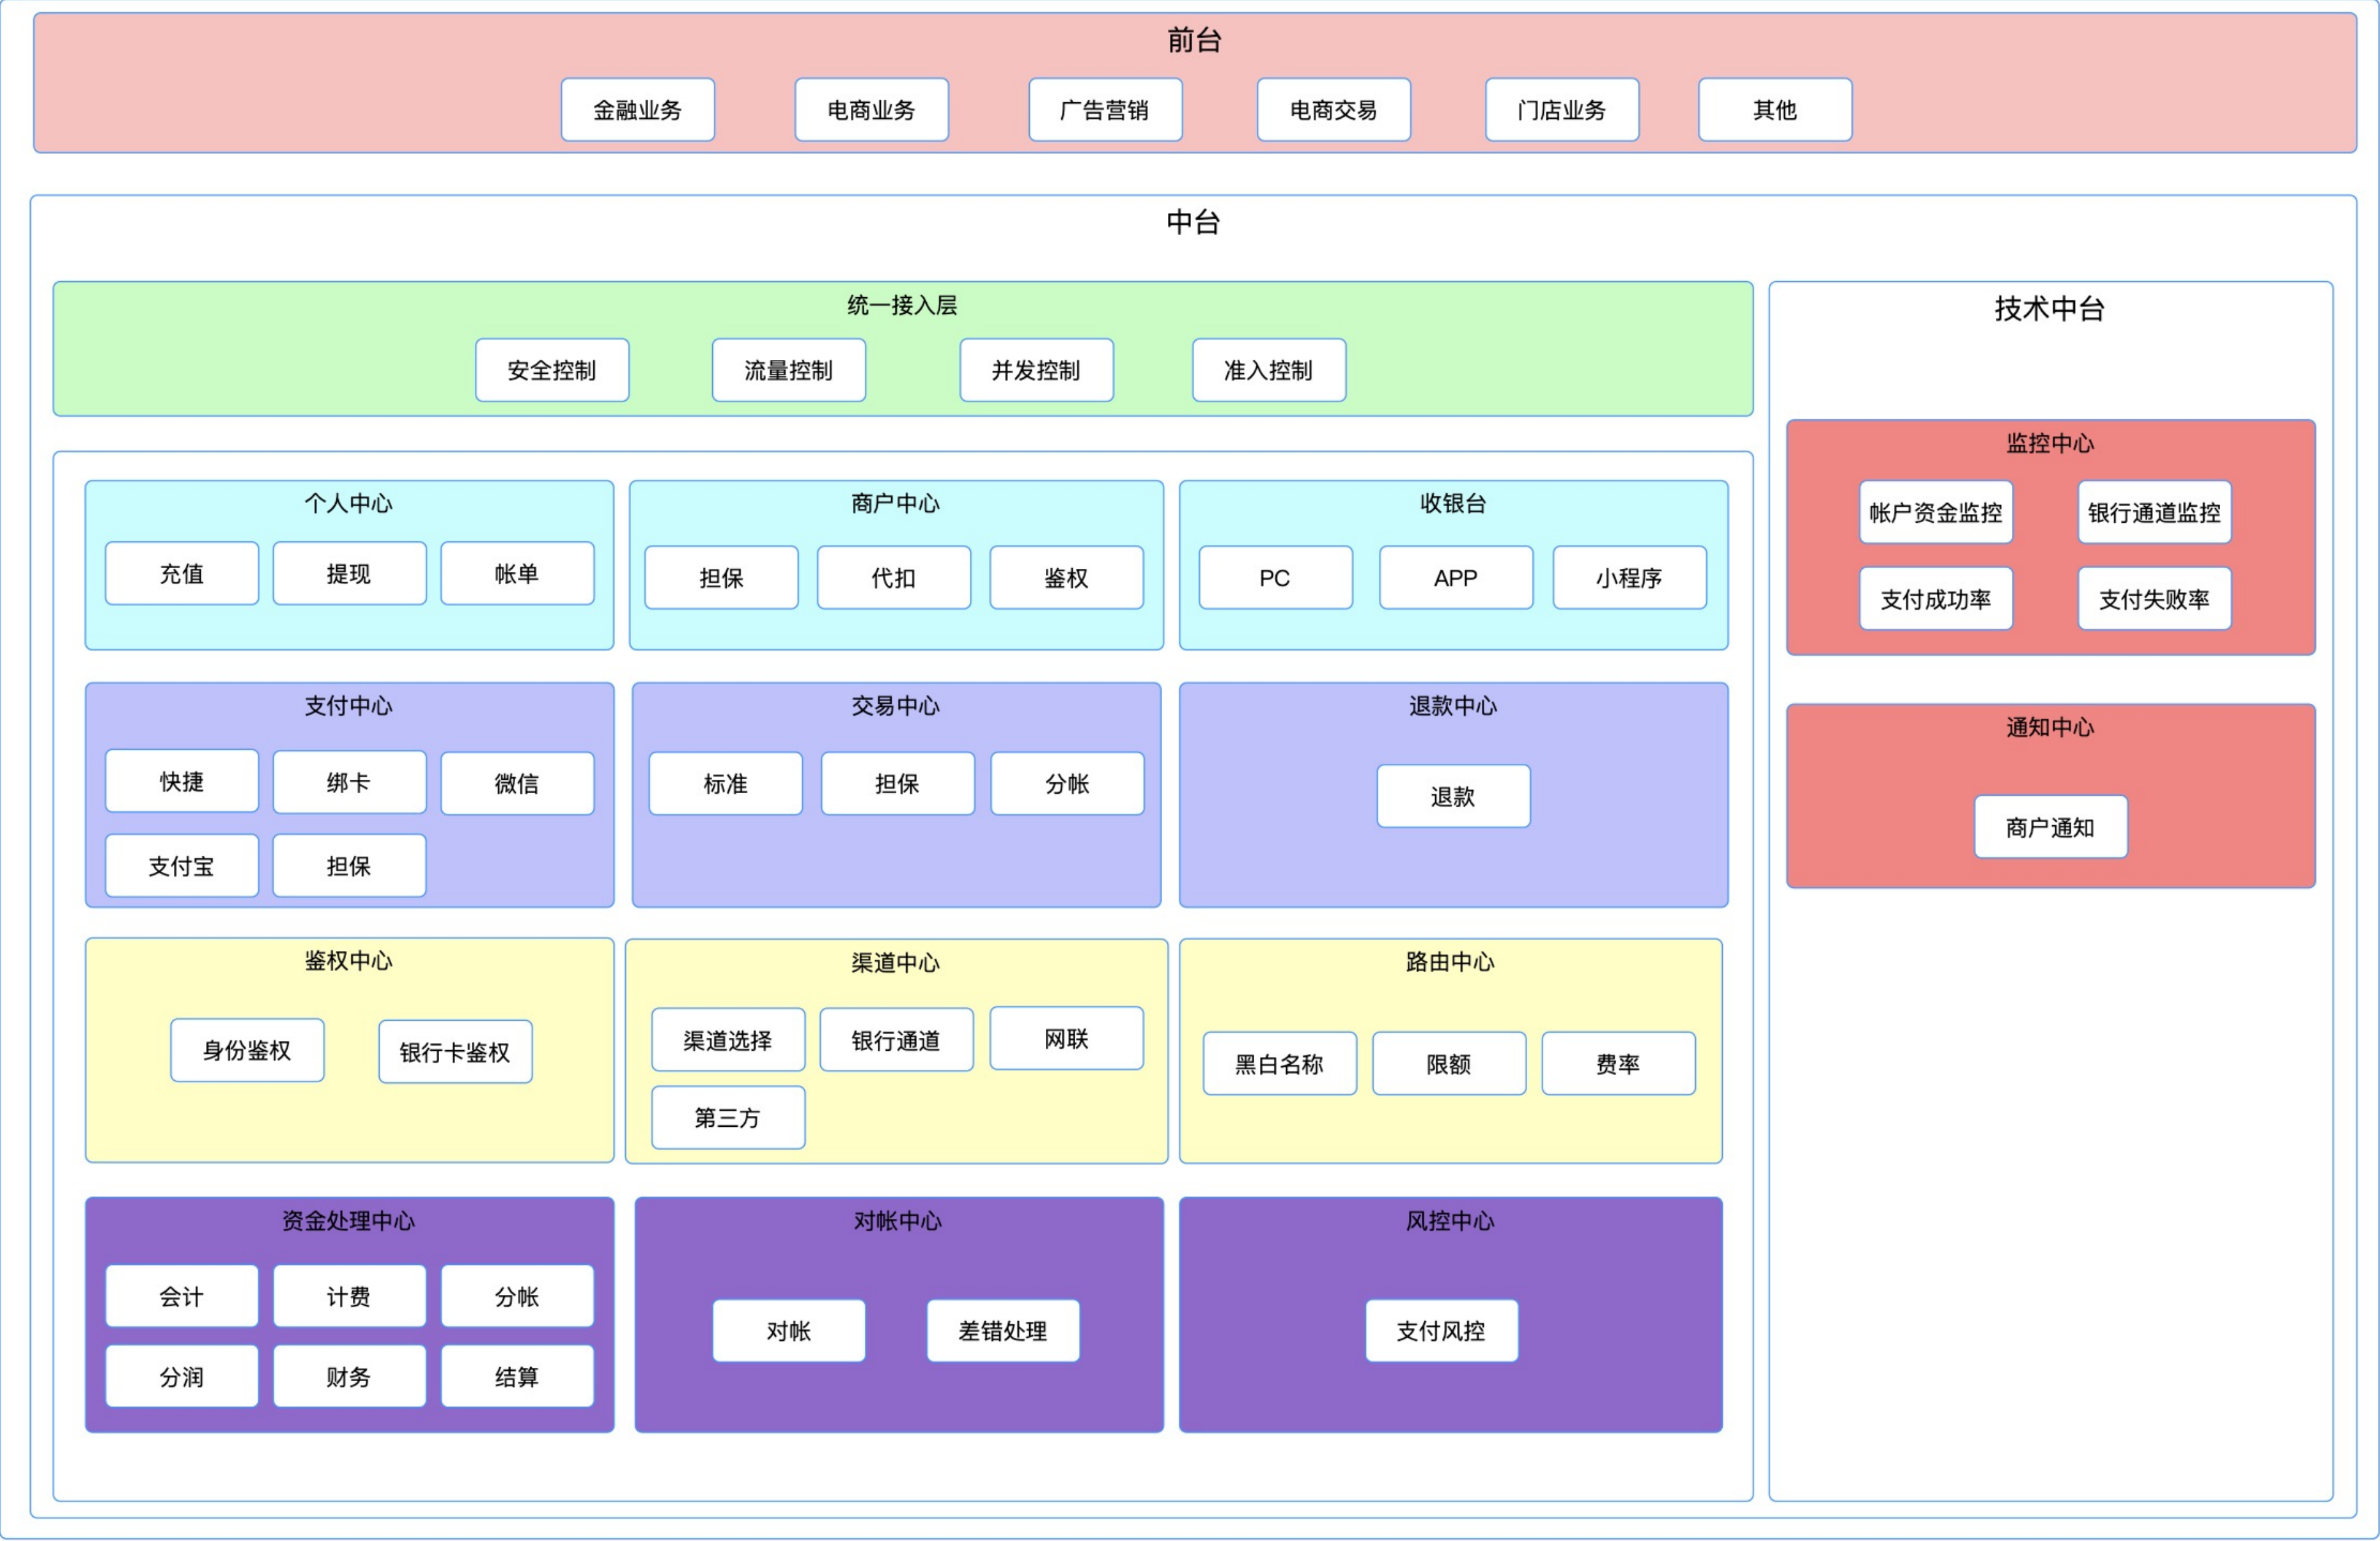 前台
金融业务
电商业务
广告营销
电商交易
门店业务
其他
中台
统一接入层
安全控制
流量控制
并发控制
准入控制
个人中心
充值
提现
帐单
商户中心
担保
代扣
鉴权
收银台
PC
APP
小程序
支付中心
快捷
绑卡
微信
支付宝
担保
交易中心
标准
担保
分帐
退款中心
退款
鉴权中心
身份鉴权
银行卡鉴权
渠道中心
渠道选择
银行通道
网联
第三方
路由中心
黑白名称
限额
费率
资金处理中心
会计
计费
分帐
分润
财务
结算
对帐中心
对帐
差错处理
风控中心
支付风控
技术中台
监控中心
帐户资金监控
银行通道监控
支付成功率
支付失败率
通知中心
商户通知